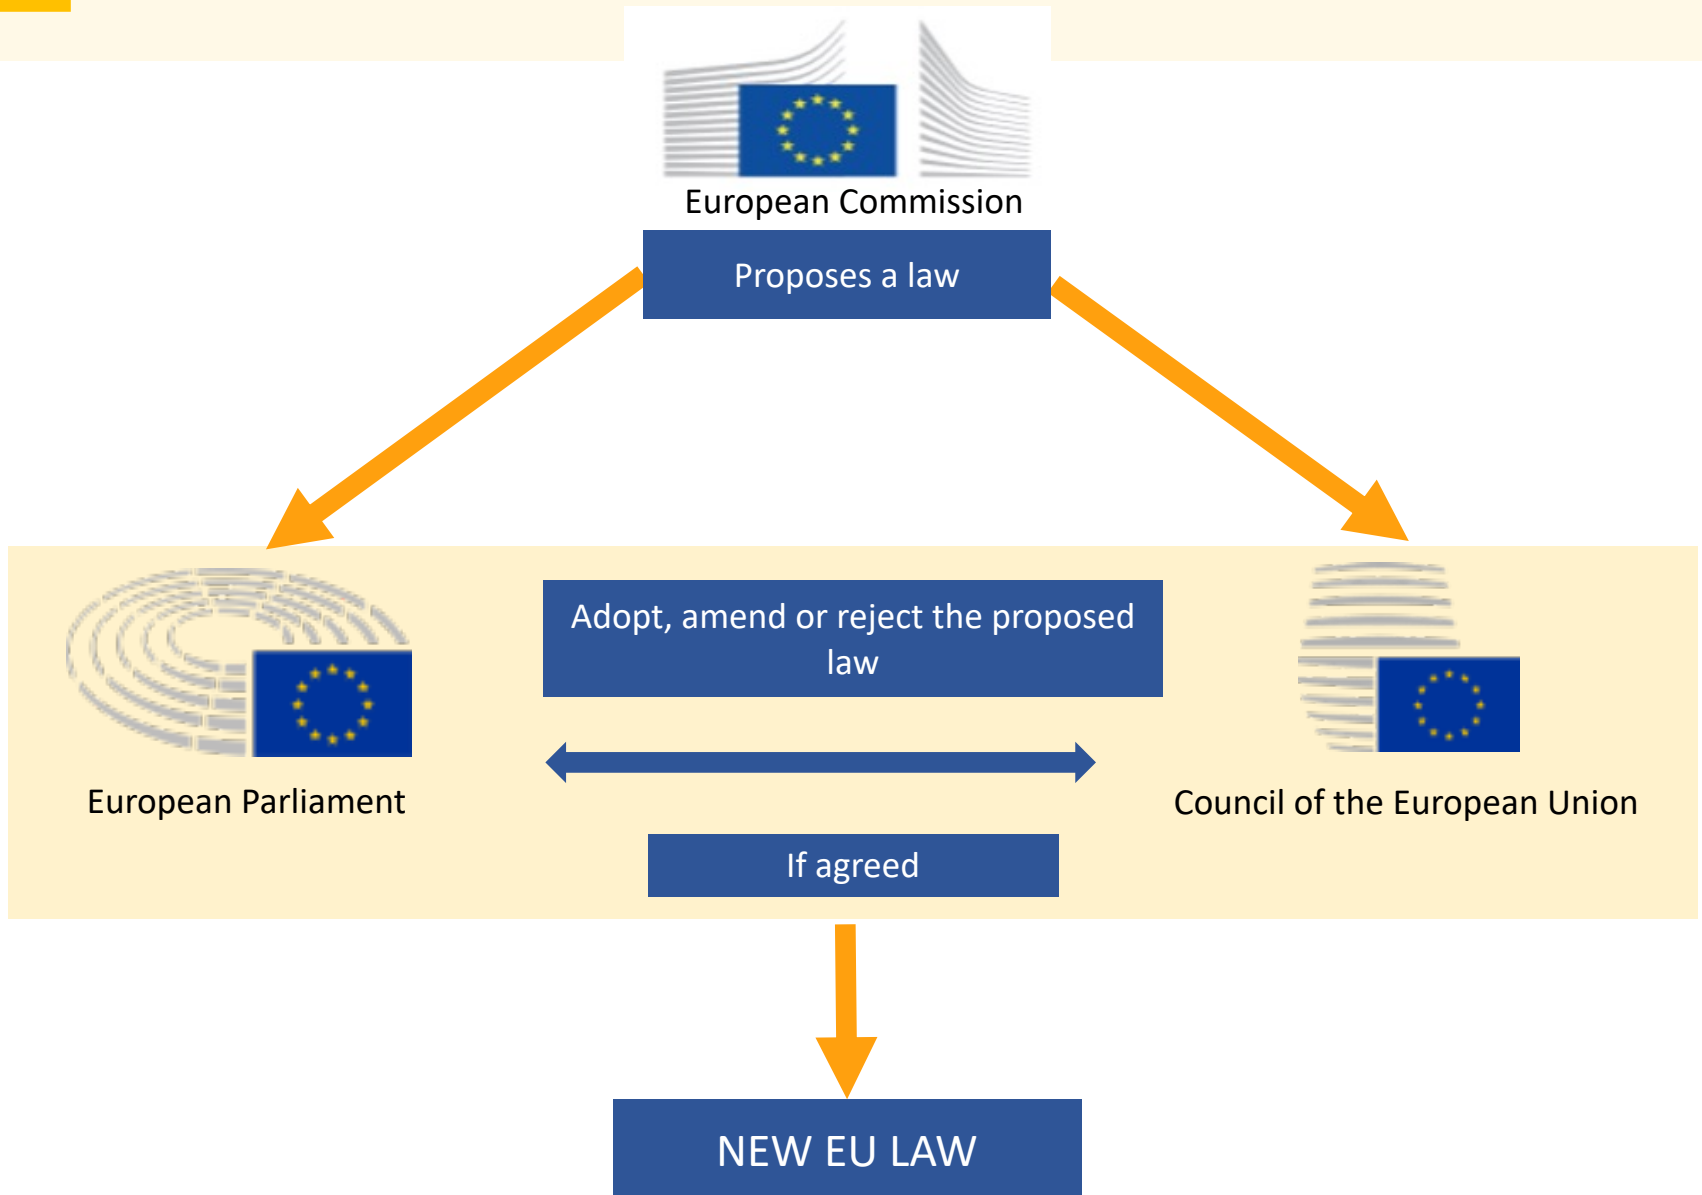 European Commission
Proposes a law
Adopt, amend or reject the proposed
law
European Parliament
Council of the European Union
If agreed
NEW EU LAW